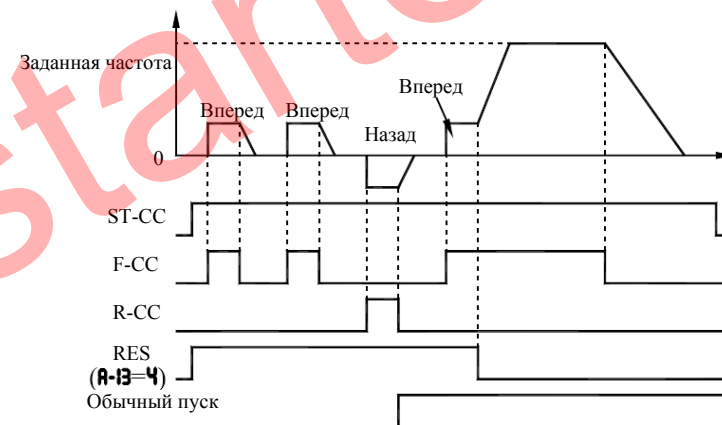 Заданная частота
Вперед
Вперед
Вперед
Назад
0
ST-CC
F-CC
R-CC
RES
(A-13=4)
Обычный пуск